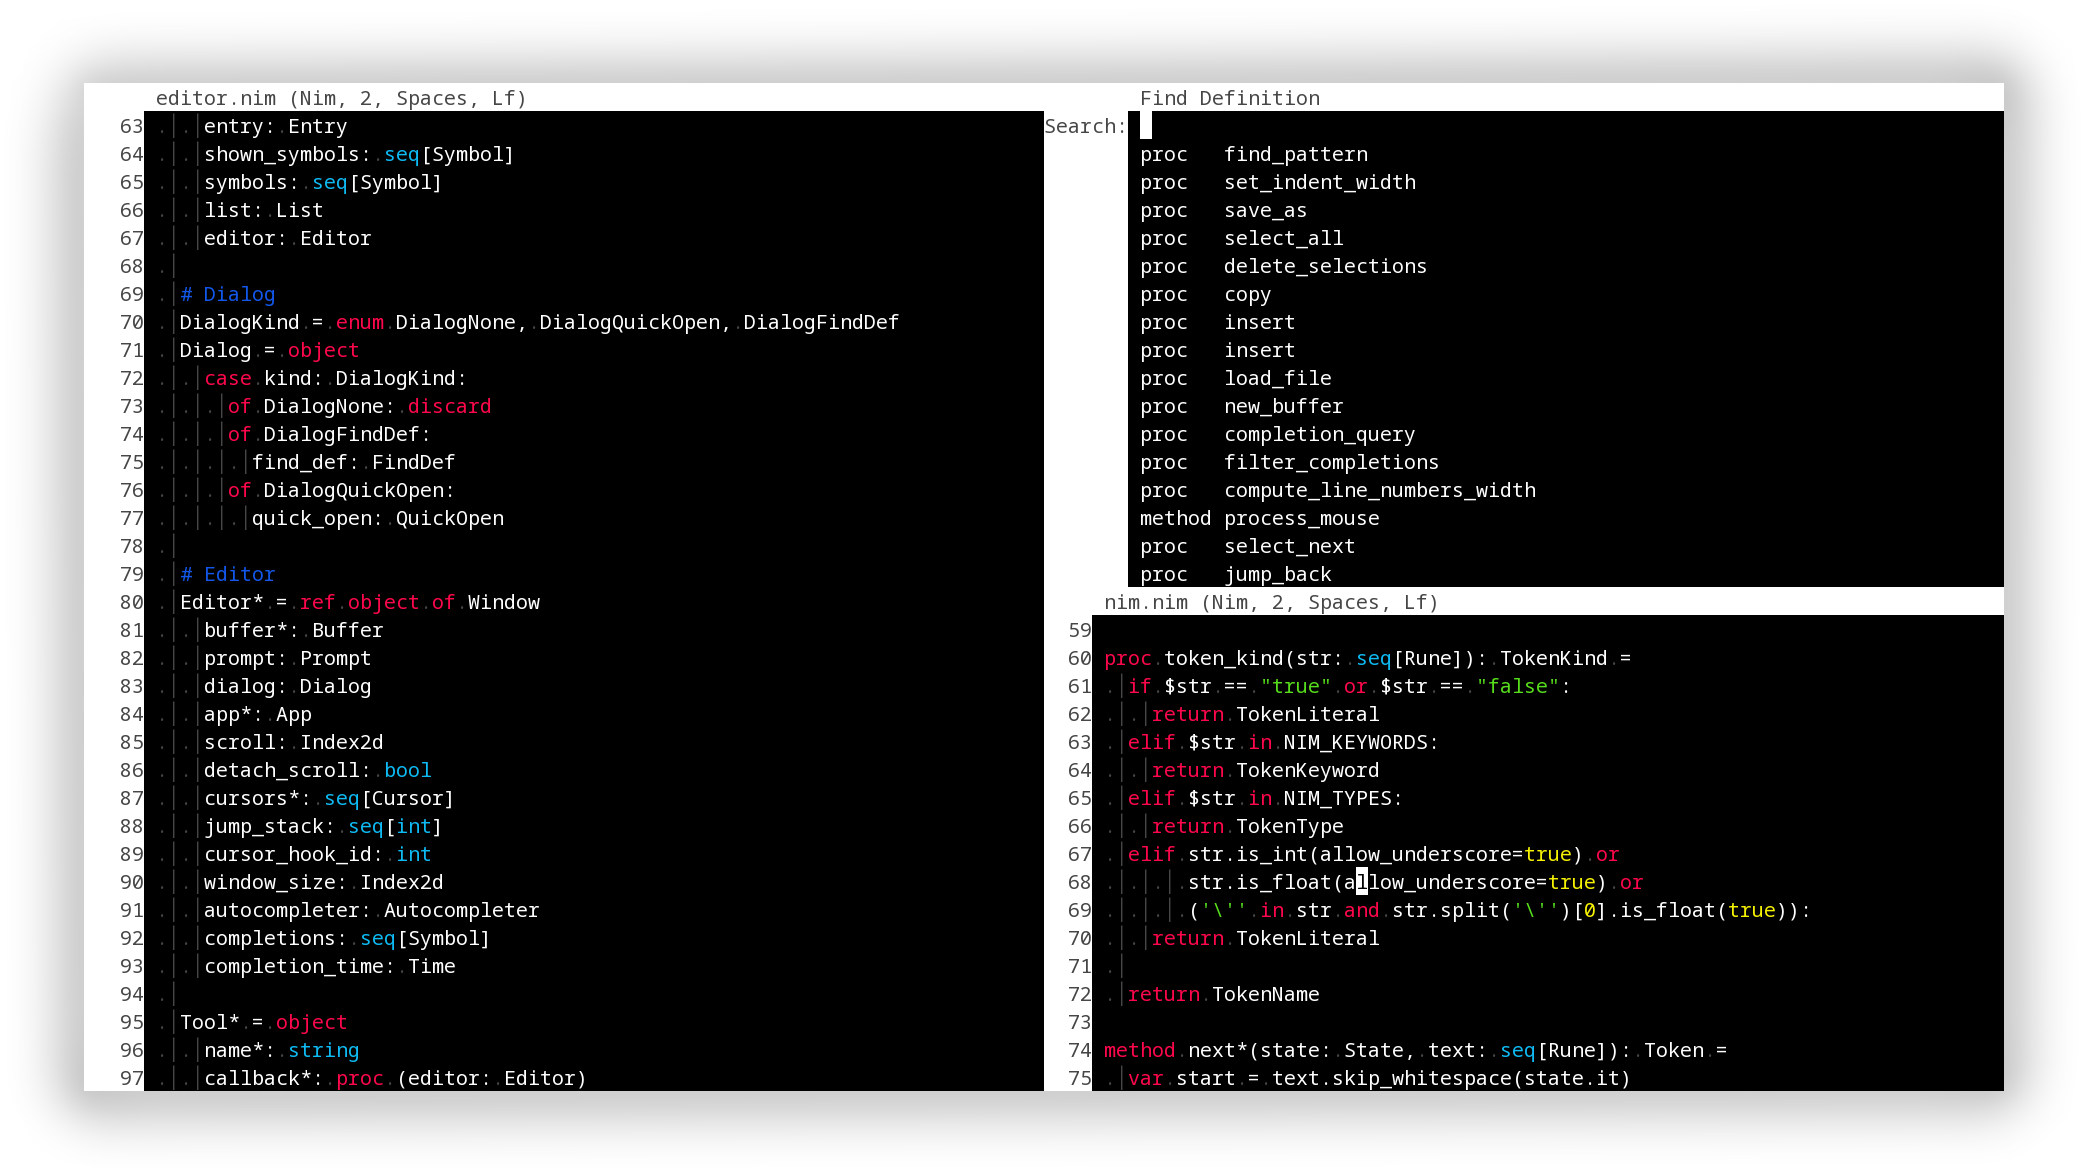 editor.nim (Nim, 2, Spaces, Lf)
63 entry: Entry
64 shown_symbols: seq[Symbol]
65 symbols: seq[Symbol]
66 list: List
67 editor: Editor
68
69 # Dialog
70 DialogKind = enum DialogNone, DialogQuickOpen, DialogFindDef
71 Dialog = object
72 case kind: DialogKind:
73 of DialogNone: discard
74 of DialogFindDef:
75 find_def: FindDef
76 of DialogQuickOpen:
77 quick_open: QuickOpen
78
79 # Editor
80 Editor* = ref object of Window
81 buffer*: Buffer
82 prompt: Prompt
83 dialog: Dialog
84 app*: App
85 scroll: Index2d
86 detach_scroll: bool
87 cursors*: seq[Cursor]
88 jump_stack: seq[int]
89 cursor_hook_id: int
90 window_size: Index2d
91 autocompleter: Autocompleter
92 completions: seq[Symbol]
93 completion_time: Time
94
95 Tool* = object
96 name*: string
97 callback*: proc (editor: Editor)
Find Definition
Search:
proc find_pattern
proc set_indent_width
proc save_as
proc select_all
proc delete_selections
proc copy
proc insert
proc insert
proc load_file
proc new_buffer
proc completion_query
proc filter_completions
proc compute_line_numbers_width
method process_mouse
proc select_next
proc jump_back
nim.nim (Nim, 2, Spaces, Lf)
59
60 proc token_kind(str: seq[Rune]): TokenKind =
61 if $str == "true" or $str == "false":
62 return TokenLiteral
63 elif $str in NIM_KEYWORDS:
64 return TokenKeyword
65 elif $str in NIM_TYPES:
66 return TokenType
67 elif str.is_int(allow_underscore=true) or
68 str.is_float(allow_underscore=true) or
69 ('\'' in str and str.split('\'')[0].is_float(true)):
70 return TokenLiteral
71
72 return TokenName
73
74 method next*(state: State, text: seq[Rune]): Token =
75 var start = text.skip_whitespace(state.it)